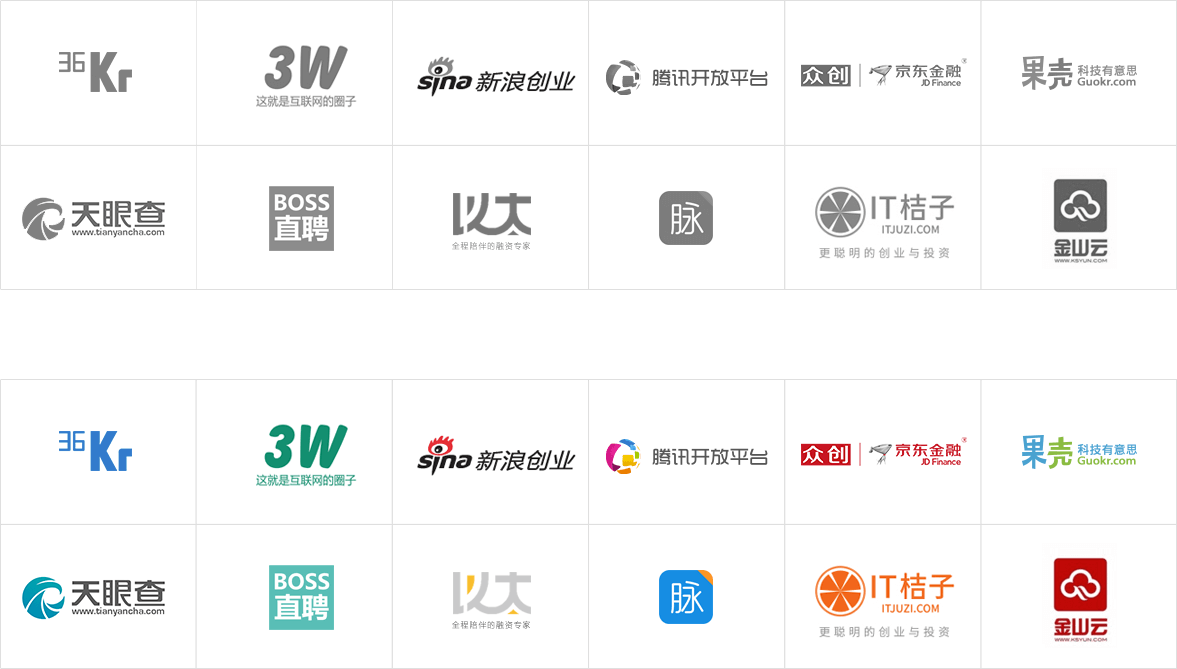 36Kr
3W
这就是互联网的圈子
sina 新浪创业
腾讯开放平台
众创 京东金融®
JD Finance
果壳 科技有意思
Guokr.com
天眼查
www.tianyancha.com
BOSS
直聘
以太
全程陪伴的融资专家
脉
IT桔子
ITJUZI.COM
更聪明的创业与投资
金山云
WWW.KSYUN.COM
36Kr
3W
这就是互联网的圈子
sina 新浪创业
腾讯开放平台
众创 京东金融®
JD Finance
果壳 科技有意思
Guokr.com
天眼查
www.tianyancha.com
BOSS
直聘
以太
全程陪伴的融资专家
脉
IT桔子
ITJUZI.COM
更聪明的创业与投资
金山云
WWW.KSYUN.COM